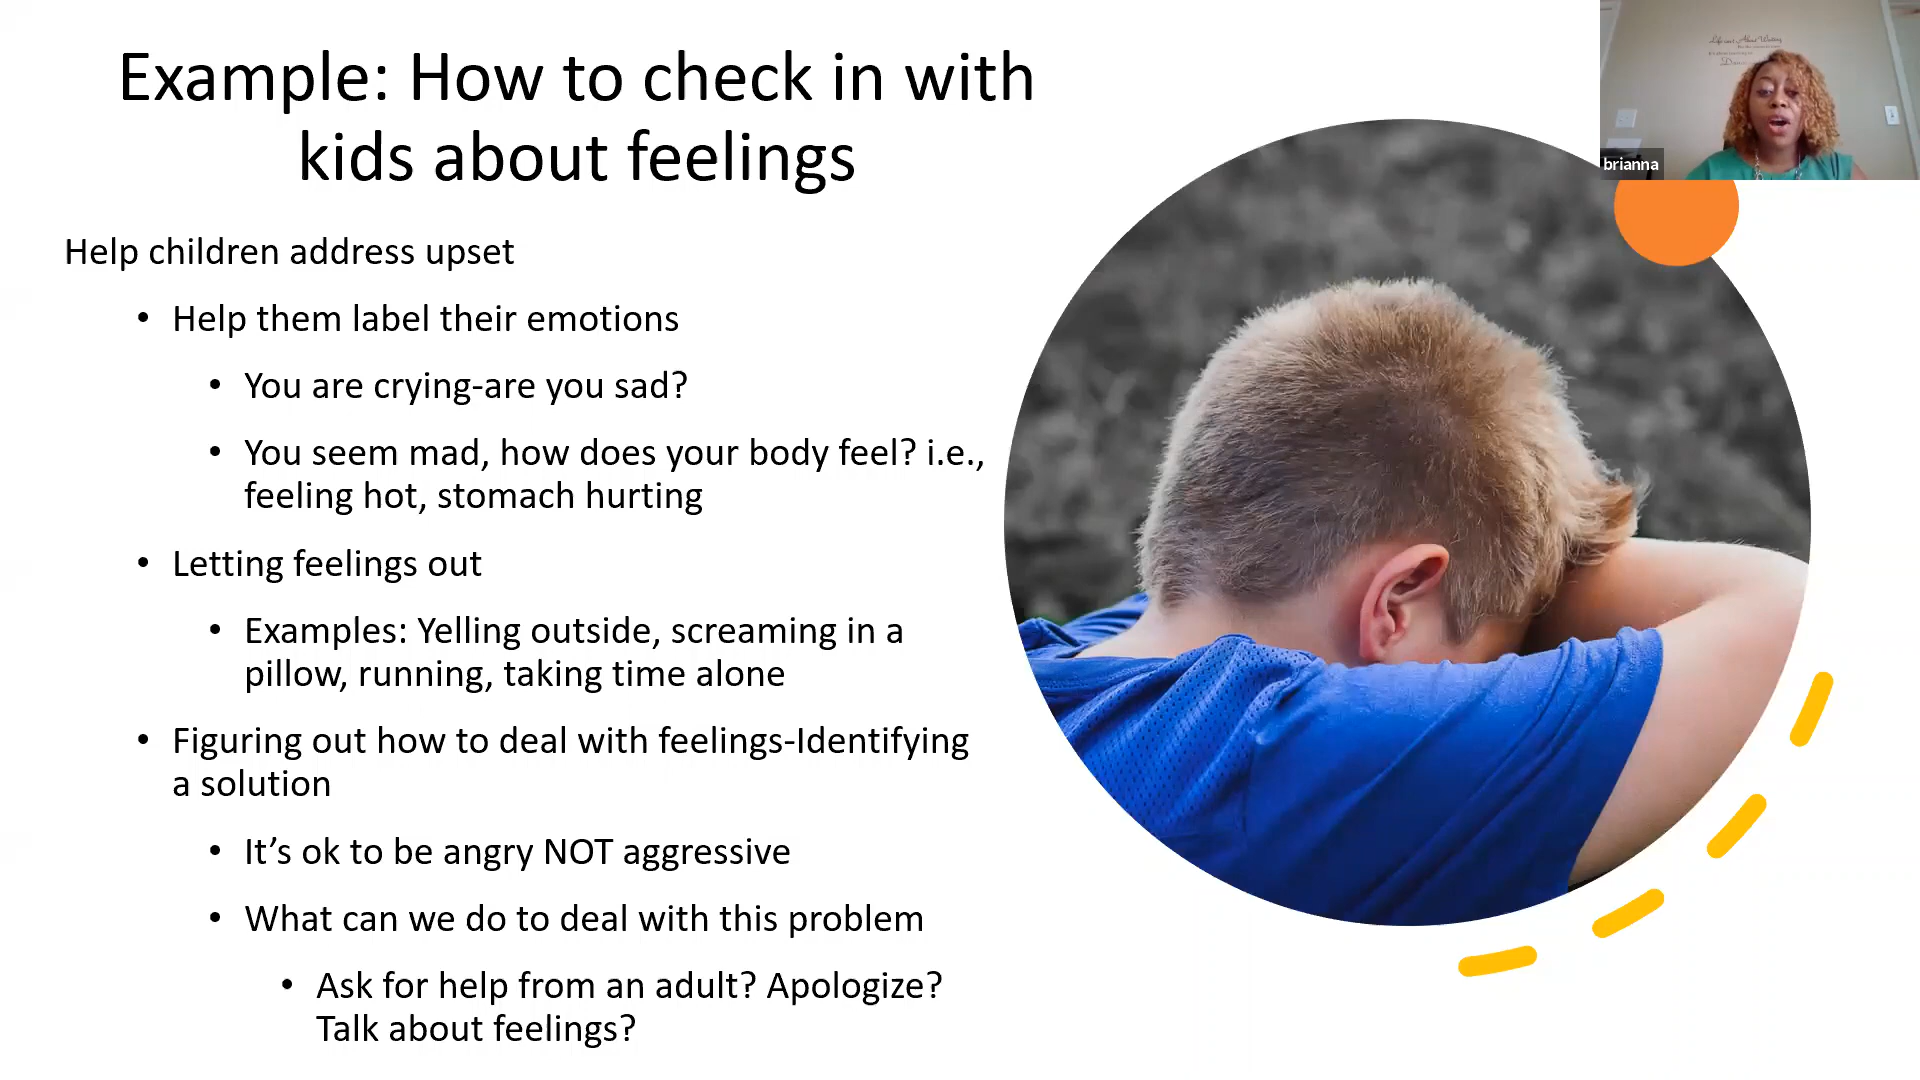 Example: How to check in with
kids about feelings
Help children address upset
• Help them label their emotions
• You are crying-are you sad?
• You seem mad, how does your body feel? i.e.,
feeling hot, stomach hurting
• Letting feelings out
• Examples: Yelling outside, screaming in a
pillow, running, taking time alone
• Figuring out how to deal with feelings-Identifying
a solution
• It’s ok to be angry NOT aggressive
• What can we do to deal with this problem
• Ask for help from an adult? Apologize?
Talk about feelings?
Life isn't About Waiting
brianna